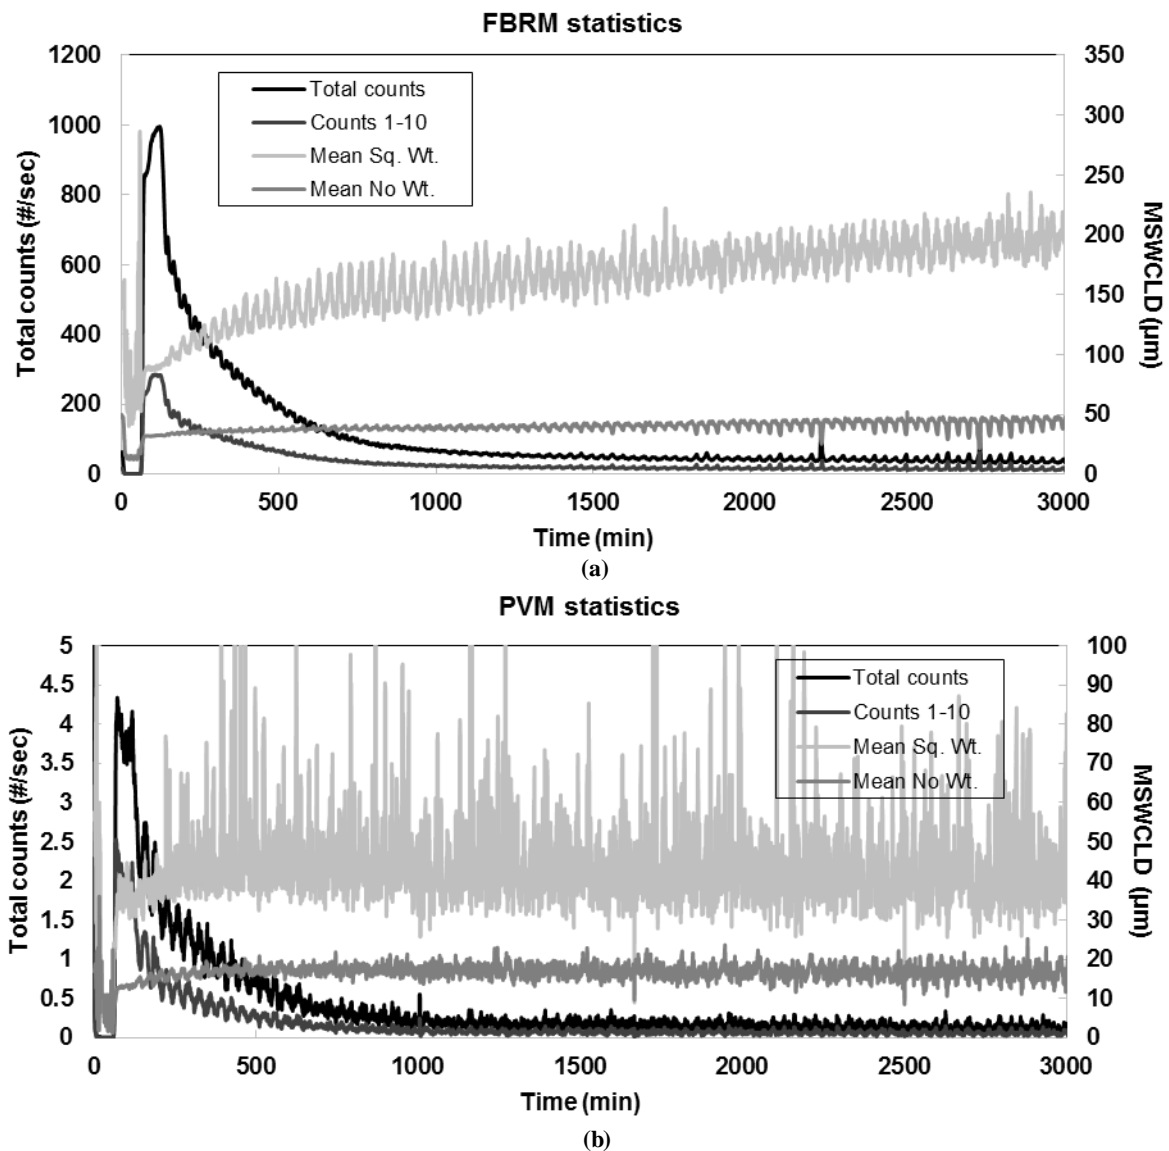 FBRM statistics
1200
1000
800
600
400
200
0
Total counts (#/sec)
Total counts
Counts 1-10
Mean Sq. Wt.
Mean No Wt.
350
300
250
200
150
100
50
0
MSWCLD (µm)
0 500 1000 1500 2000 2500 3000
Time (min)
(a)
PVM statistics
5
4.5
4
3.5
3
2.5
2
1.5
1
0.5
0
Total counts (#/sec)
Total counts
Counts 1-10
Mean Sq. Wt.
Mean No Wt.
100
90
80
70
60
50
40
30
20
10
0
MSWCLD (µm)
0 500 1000 1500 2000 2500 3000
Time (min)
(b)